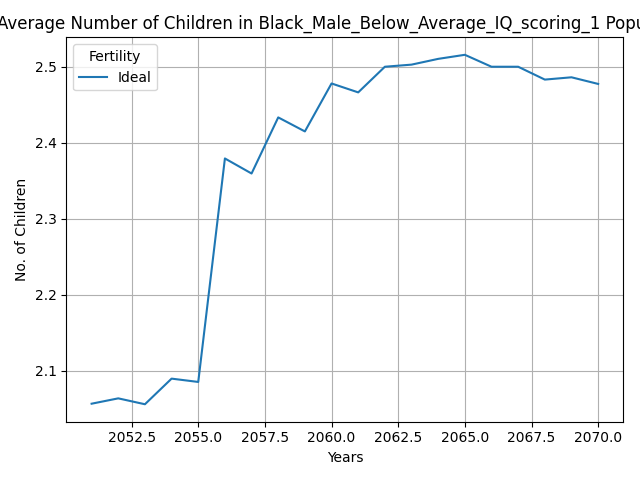 Average Number of Children in Black_Male_Below_Average_IQ_scoring_1 Popu
Fertility
Ideal
2.5
2.4
2.3
2.2
2.1
No. of Children
2052.5 2055.0 2057.5 2060.0 2062.5 2065.0 2067.5 2070.0
Years